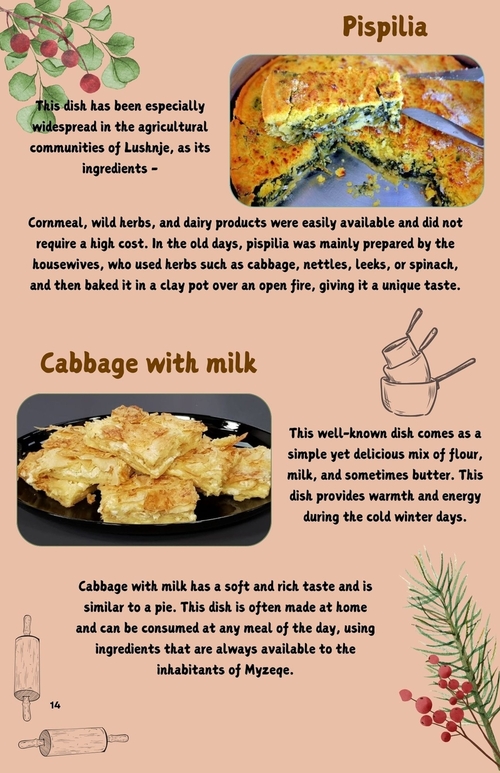 Pispilia
This dish has been especially
widespread in the agricultural
communities of Lushnje, as its
ingredients –
Cornmeal, wild herbs, and dairy products were easily available and did not
require a high cost. In the old days, pispilia was mainly prepared by the
housewives, who used herbs such as cabbage, nettles, leeks, or spinach,
and then baked it in a clay pot over an open fire, giving it a unique taste.
Cabbage with milk
This well-known dish comes as a
simple yet delicious mix of flour,
milk, and sometimes butter. This
dish provides warmth and energy
during the cold winter days.
Cabbage with milk has a soft and rich taste and is
similar to a pie. This dish is often made at home
and can be consumed at any meal of the day, using
ingredients that are always available to the
inhabitants of Myzeqe.
14